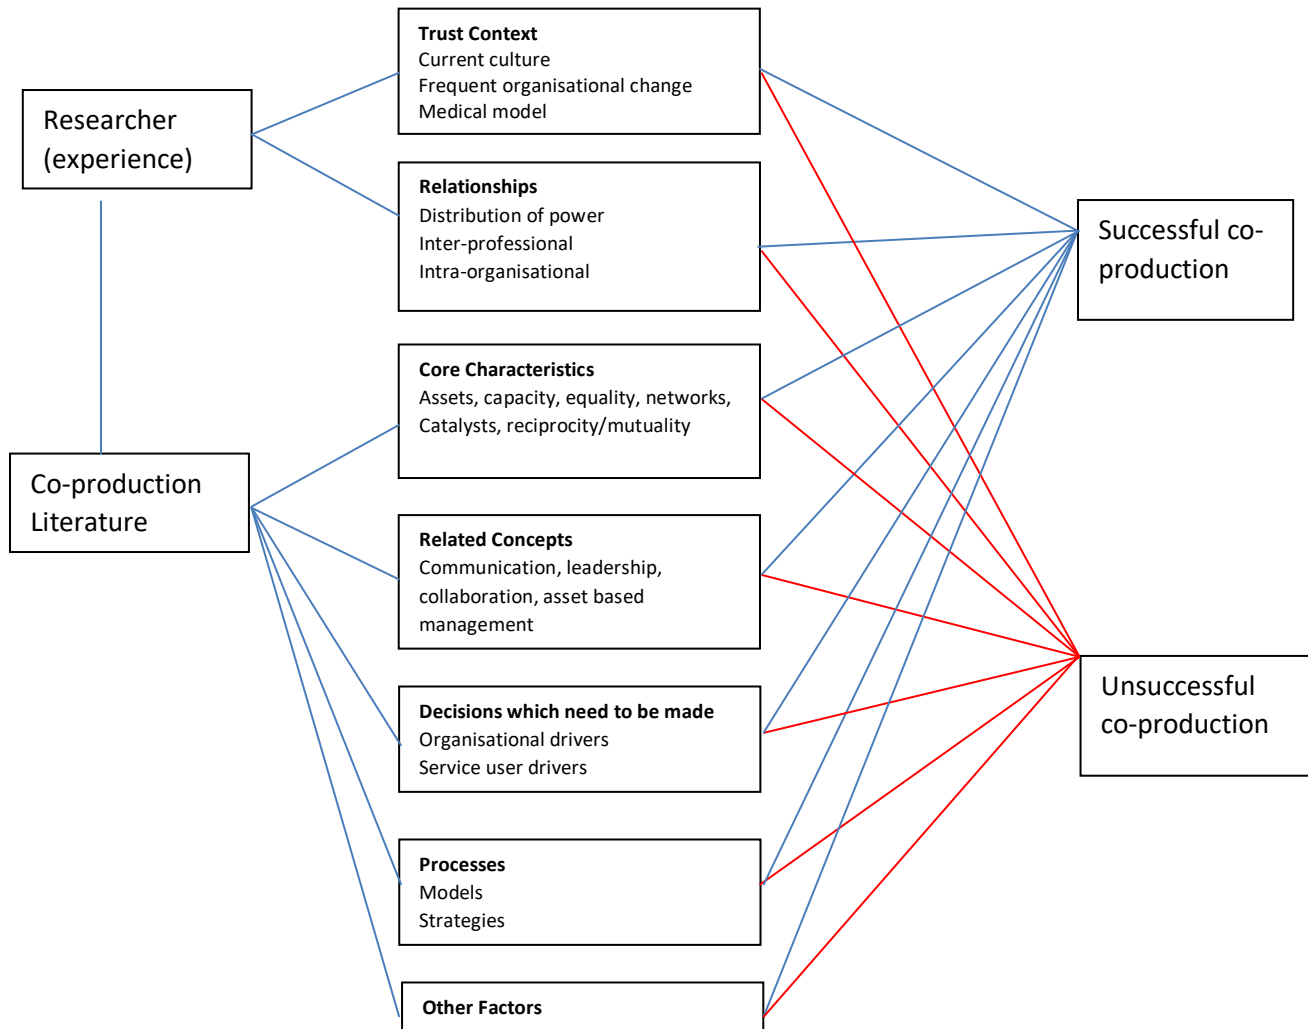 Researcher
(experience)
Co-production
Literature
Trust Context
Current culture
Frequent organisational change
Medical model
Relationships
Distribution of power
Inter-professional
Intra-organisational
Core Characteristics
Assets, capacity, equality, networks,
Catalysts, reciprocity/mutuality
Related Concepts
Communication, leadership,
collaboration, asset based
management
Decisions which need to be made
Organisational drivers
Service user drivers
Processes
Models
Strategies
Other Factors
Successful co-
production
Unsuccessful
co-production